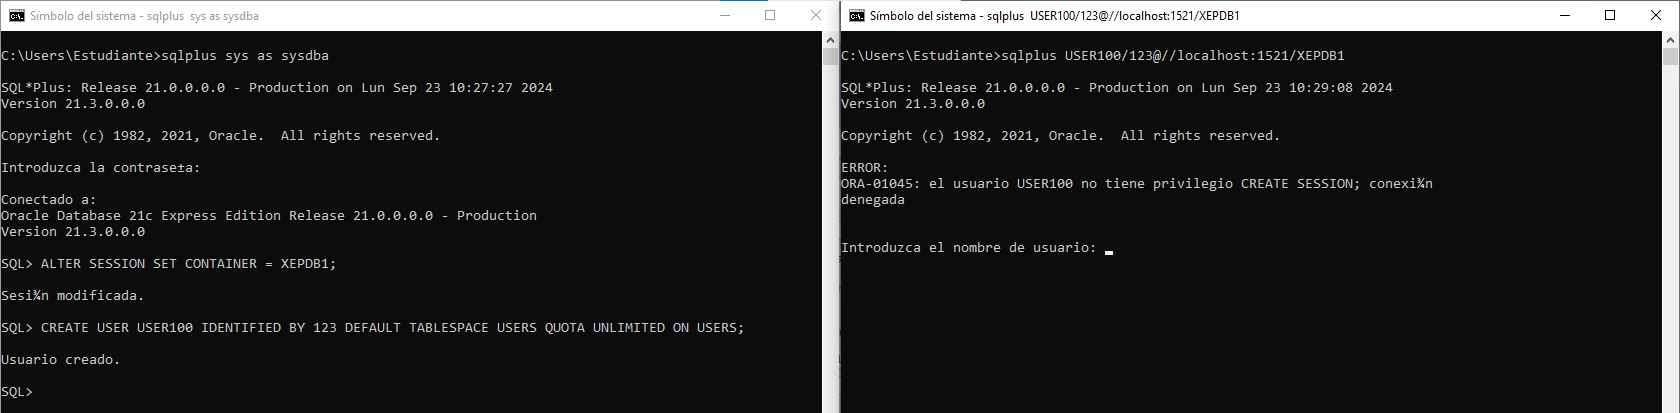 Símbolo del sistema - sqlplus  sys as sysdba
C:\Users\Estudiante>sqlplus sys as sysdba
SQL*Plus: Release 21.0.0.0.0 - Production on Lun Sep 23 10:27:27 2024
Version 21.3.0.0.0
Copyright (c) 1982, 2021, Oracle.  All rights reserved.
Introduzca la contrase±a:
Conectado a:
Oracle Database 21c Express Edition Release 21.0.0.0.0 - Production
Version 21.3.0.0.0
SQL> ALTER SESSION SET CONTAINER = XEPDB1;
Sesi¾n modificada.
SQL> CREATE USER USER100 IDENTIFIED BY 123 DEFAULT TABLESPACE USERS QUOTA UNLIMITED ON USERS;
Usuario creado.
SQL>
Símbolo del sistema - sqlplus  USER100/123@//localhost:1521/XEPDB1
C:\Users\Estudiante>sqlplus USER100/123@//localhost:1521/XEPDB1
SQL*Plus: Release 21.0.0.0.0 - Production on Lun Sep 23 10:29:08 2024
Version 21.3.0.0.0
Copyright (c) 1982, 2021, Oracle.  All rights reserved.
ERROR:
ORA-01045: el usuario USER100 no tiene privilegio CREATE SESSION; conexi¾n
denegada
Introduzca el nombre de usuario: